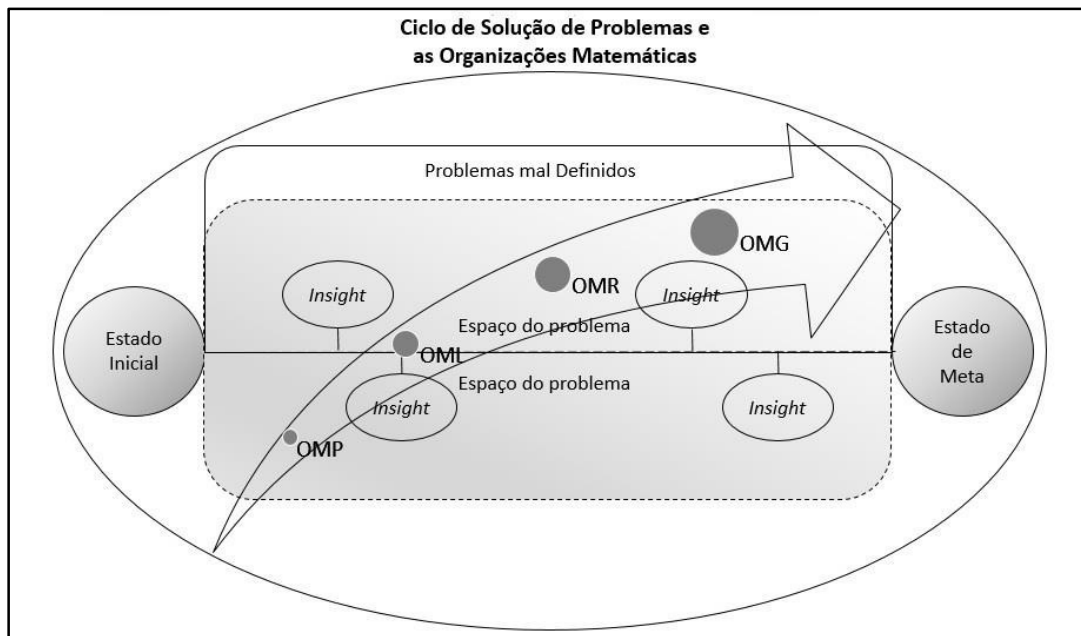 Ciclo de Solução de Problemas e
as Organizações Matemáticas
Problemas mal Definidos
OMG
OMR
Insight
Insight
Espaço do problema
Estado
Inicial
Estado
de
Meta
OML
Espaço do problema
Insight
Insight
OMP